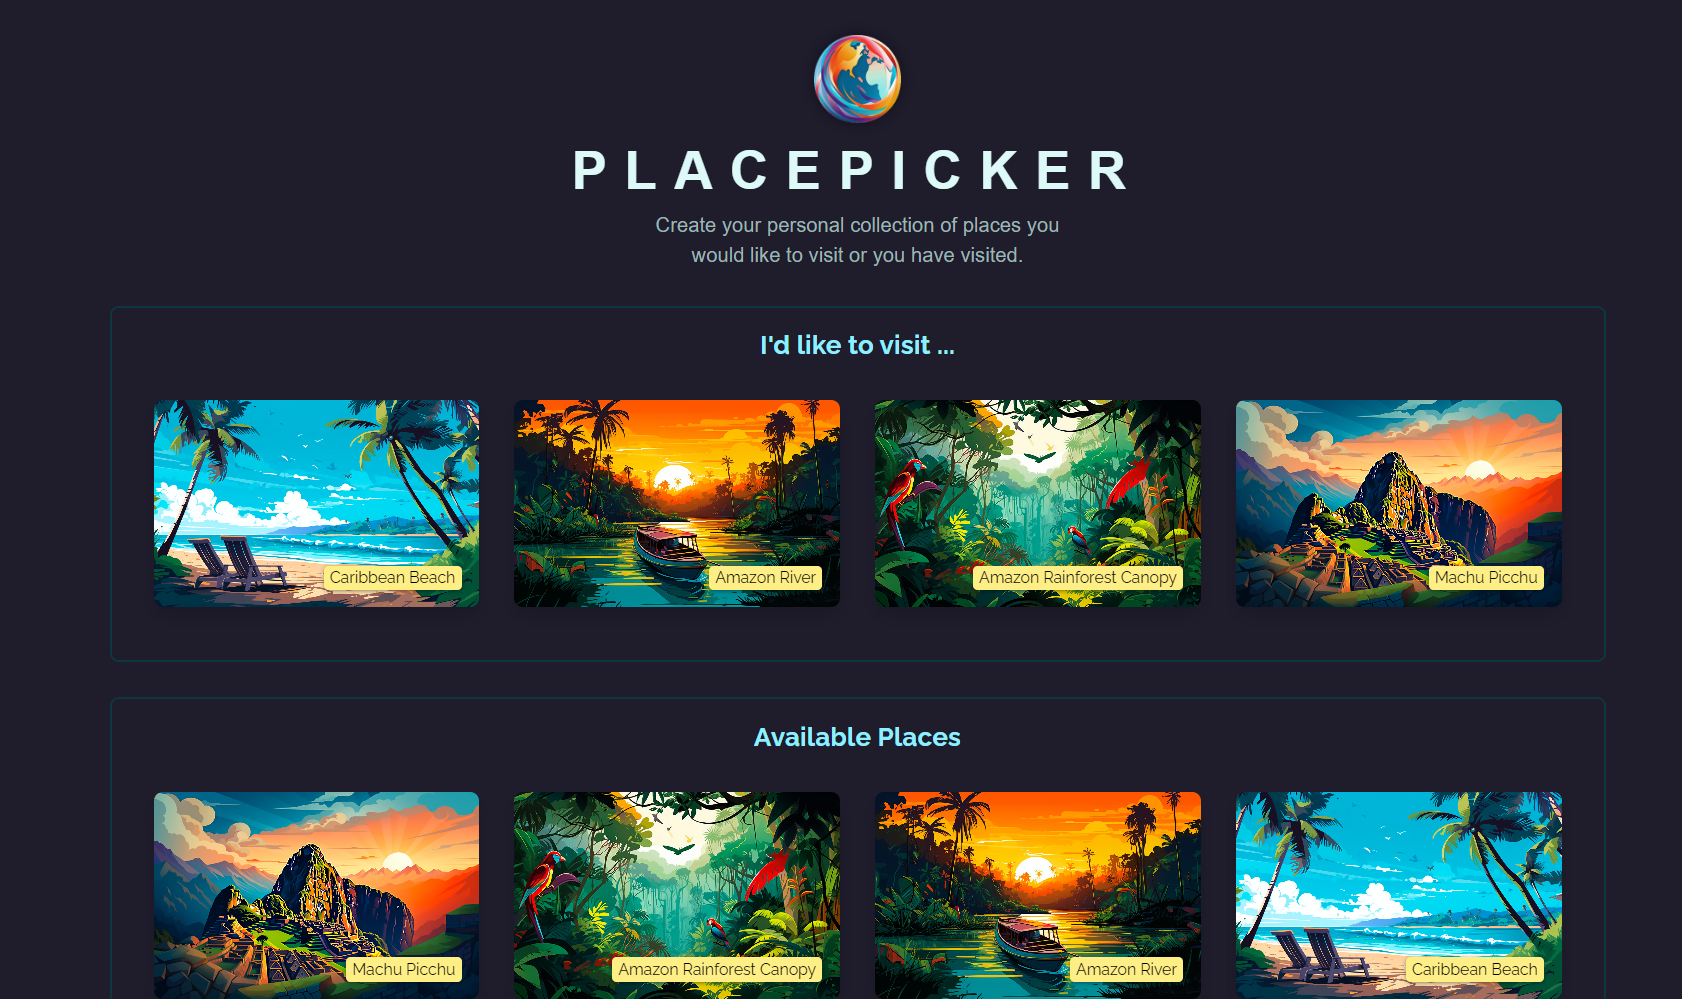 PLACEPICKER
Create your personal collection of places you
would like to visit or you have visited.
I'd like to visit ...
Caribbean Beach
Amazon River
Amazon Rainforest Canopy
Machu Picchu
Available Places
Machu Picchu
Amazon Rainforest Canopy
Amazon River
Caribbean Beach